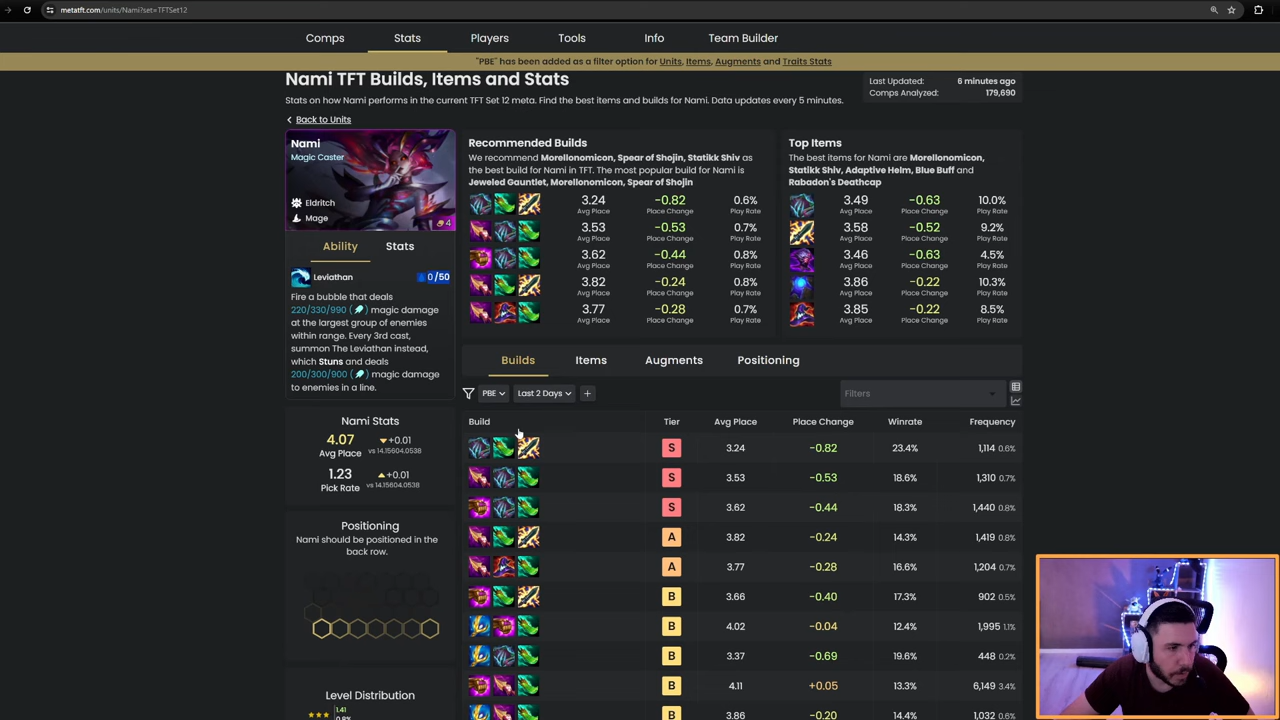 metatft.com/units/Nami?set=TFTSet12
Comps
Stats
Players
Tools
Info
Team Builder
"PBE" has been added as a filter option for Units, Items, Augments and Traits Stats
Nami TFT Builds, Items and Stats
Stats on how Nami performs in the current TFT Set 12 meta. Find the best items and builds for Nami. Data updates every 5 minutes.
Last Updated: 6 minutes ago
Comps Analyzed: 179,690
Back to Units
Nami
Magic Caster
Eldritch
Mage
4
Ability
Stats
Leviathan
0/50
Fire a bubble that deals
220/330/990 ( ) magic damage
at the largest group of enemies
within range. Every 3rd cast,
summon The Leviathan instead,
which Stuns and deals
200/300/900 ( ) magic damage
to enemies in a line.
Recommended Builds
We recommend Morellonomicon, Spear of Shojin, Statikk Shiv as
the best build for Nami in TFT. The most popular build for Nami is
Jeweled Gauntlet, Morellonomicon, Spear of Shojin
3.24 -0.82 0.6%
Avg Place Place Change Play Rate
3.53 -0.53 0.7%
Avg Place Place Change Play Rate
3.62 -0.44 0.8%
Avg Place Place Change Play Rate
3.82 -0.24 0.8%
Avg Place Place Change Play Rate
3.77 -0.28 0.7%
Avg Place Place Change Play Rate
Top Items
The best items for Nami are Morellonomicon,
Statikk Shiv, Adaptive Helm, Blue Buff and
Rabadon's Deathcap
3.49 -0.63 10.0%
Avg Place Place Change Play Rate
3.58 -0.52 9.2%
Avg Place Place Change Play Rate
3.46 -0.63 4.5%
Avg Place Place Change Play Rate
3.86 -0.22 10.3%
Avg Place Place Change Play Rate
3.85 -0.22 8.5%
Avg Place Place Change Play Rate
Builds
Items
Augments
Positioning
PBE
Last 2 Days
+
Filters
Build Tier Avg Place Place Change Winrate Frequency
S 3.24 -0.82 23.4% 1,114 0.6%
S 3.53 -0.53 18.6% 1,310 0.7%
S 3.62 -0.44 18.3% 1,440 0.8%
A 3.82 -0.24 14.3% 1,419 0.8%
A 3.77 -0.28 16.6% 1,204 0.7%
B 3.66 -0.40 17.3% 902 0.5%
B 4.02 -0.04 12.4% 1,995 1.1%
B 3.37 -0.69 19.6% 448 0.2%
B 4.11 +0.05 13.3% 6,149 3.4%
B 3.86 -0.20 14.4% 1,032 0.6%
Nami Stats
4.07 +0.01
Avg Place vs 14.15604.0538
1.23 +0.01
Pick Rate vs 14.15604.0538
Positioning
Nami should be positioned in the
back row.
Level Distribution
1.41
0.8%